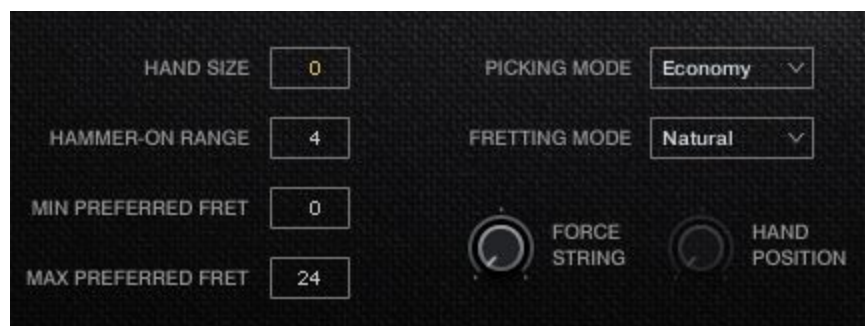 HAND SIZE 0
PICKING MODE Economy
HAMMER-ON RANGE 4
FRETTING MODE Natural
MIN PREFERRED FRET 0
FORCE
STRING
HAND
POSITION
MAX PREFERRED FRET 24